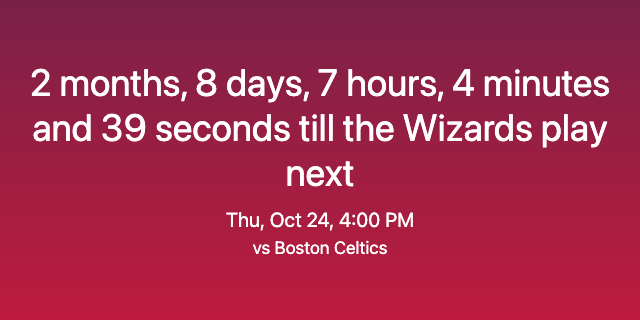 2 months, 8 days, 7 hours, 4 minutes
and 39 seconds till the Wizards play
next
Thu, Oct 24, 4:00 PM
vs Boston Celtics